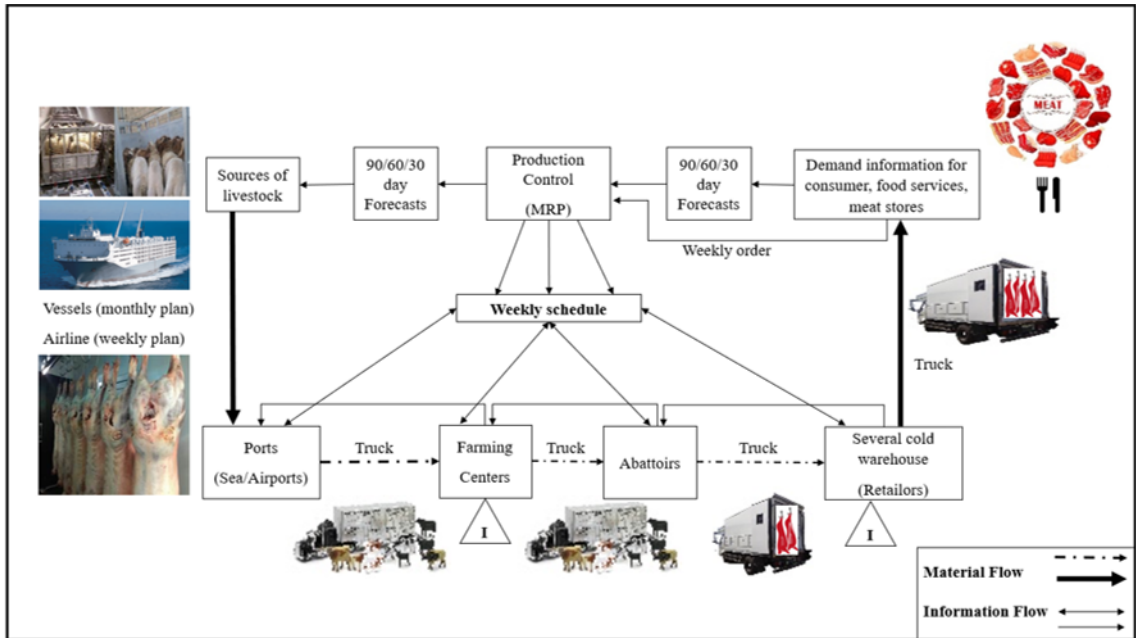 MEAT
Sources of
livestock
90/60/30
day
Forecasts
Production
Control
(MRP)
90/60/30
day
Forecasts
Demand information for
consumer, food services,
meat stores
Weekly order
Vessels (monthly plan)
Airline (weekly plan)
Weekly schedule
Truck
Ports
(Sea/Airports)
Truck
Farming
Centers
Truck
Abattoirs
Truck
Several cold
warehouse
(Retailors)
I
I
Material Flow
Information Flow